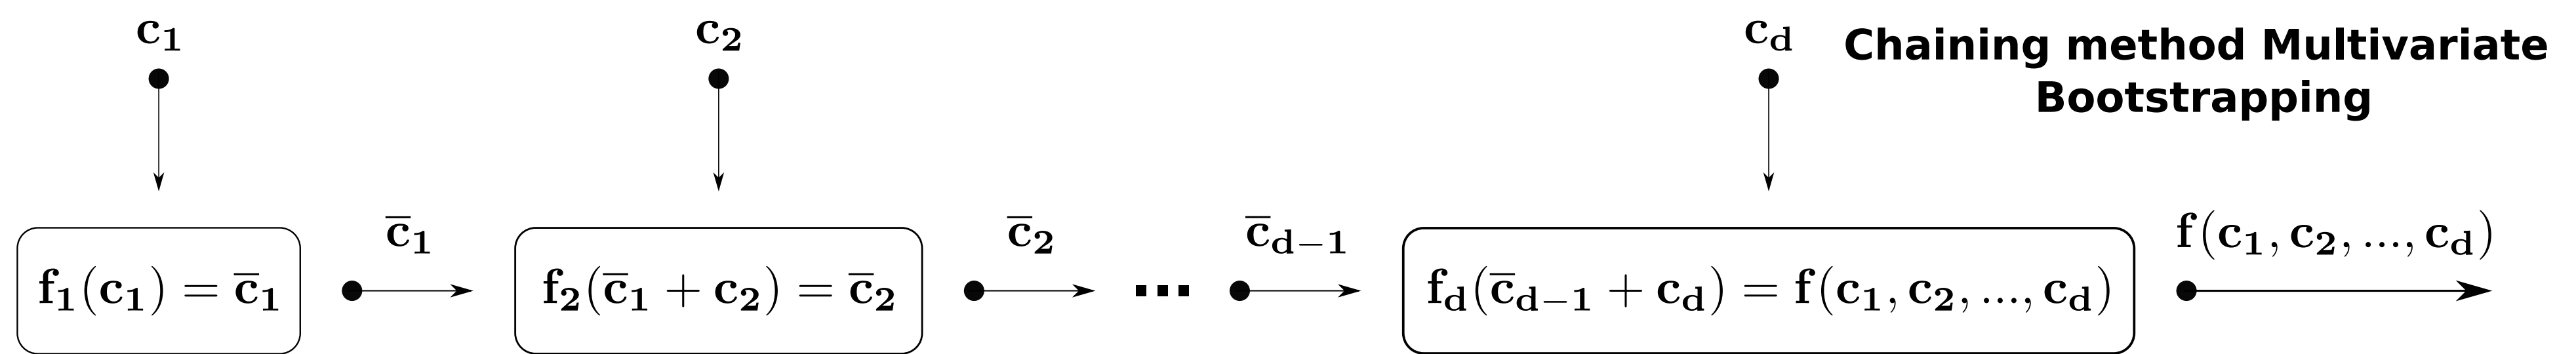 c₁
c₂
c_d
Chaining method Multivariate
Bootstrapping
f₁(c₁) = c̅₁
c̅₁
f₂(c̅₁ + c₂) = c̅₂
c̅₂
...
c̅_{d−1}
f_d(c̅_{d−1} + c_d) = f(c₁, c₂, ..., c_d)
f(c₁, c₂, ..., c_d)